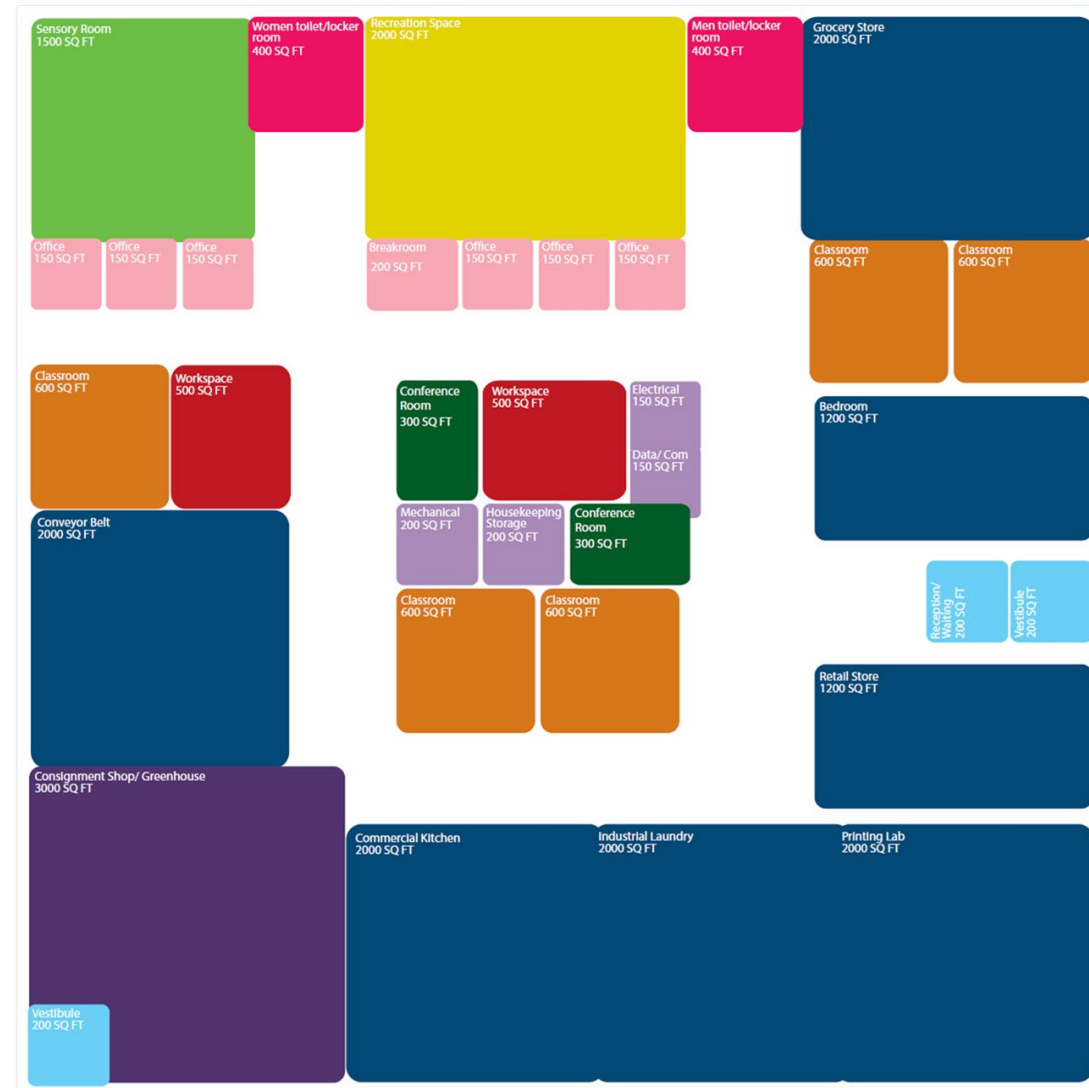 Sensory Room
1500 SQ FT
Women toilet/locker
room
400 SQ FT
Recreation Space
2000 SQ FT
Men toilet/locker
room
400 SQ FT
Grocery Store
2000 SQ FT
Office
150 SQ FT
Office
150 SQ FT
Office
150 SQ FT
Breakroom
200 SQ FT
Office
150 SQ FT
Office
150 SQ FT
Office
150 SQ FT
Classroom
600 SQ FT
Classroom
600 SQ FT
Classroom
600 SQ FT
Workspace
500 SQ FT
Conference
Room
300 SQ FT
Workspace
500 SQ FT
Electrical
150 SQ FT
Data/ Com
150 SQ FT
Bedroom
1200 SQ FT
Conveyor Belt
2000 SQ FT
Mechanical
200 SQ FT
Housekeeping
Storage
200 SQ FT
Conference
Room
300 SQ FT
Reception/
Waiting
200 SQ FT
Vestibule
200 SQ FT
Classroom
600 SQ FT
Classroom
600 SQ FT
Retail Store
1200 SQ FT
Consignment Shop/ Greenhouse
3000 SQ FT
Commercial Kitchen
2000 SQ FT
Industrial Laundry
2000 SQ FT
Printing Lab
2000 SQ FT
Vestibule
200 SQ FT